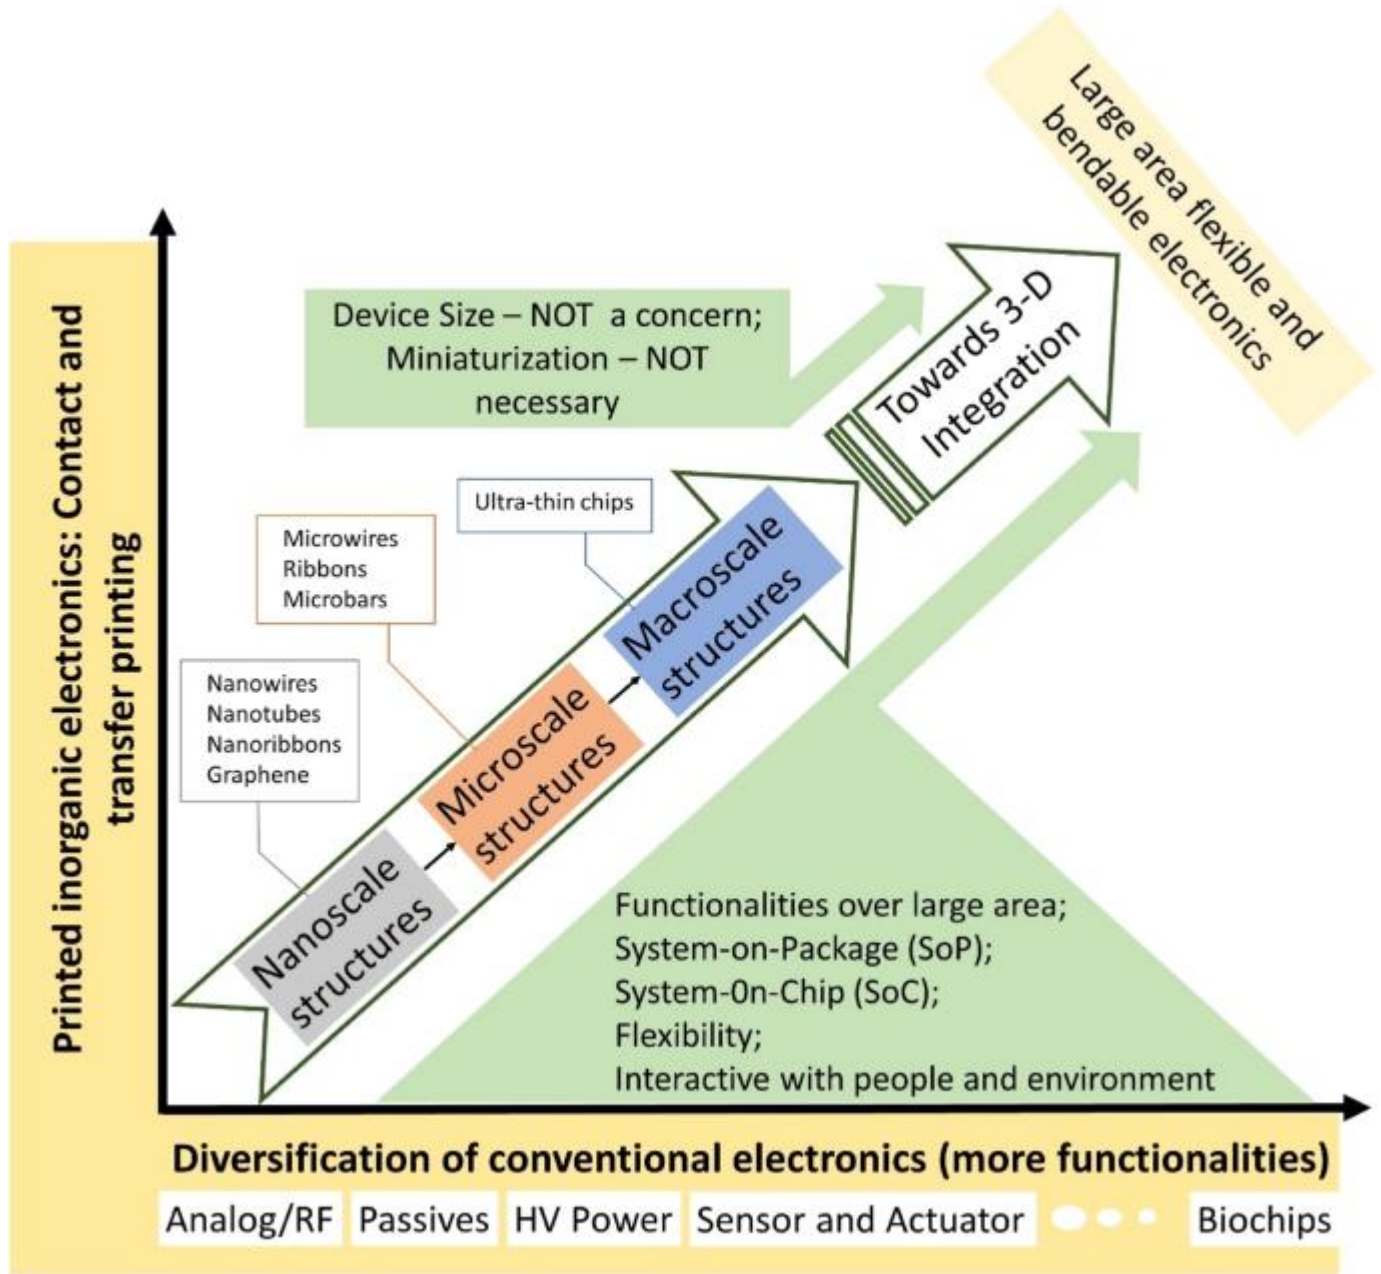 Large area flexible and
bendable electronics
Towards 3-D
Integration
Device Size – NOT a concern;
Miniaturization – NOT
necessary
Ultra-thin chips
Microwires
Ribbons
Microbars
Nanowires
Nanotubes
Nanoribbons
Graphene
Macroscale
structures
Microscale
structures
Nanoscale
structures
Printed inorganic electronics: Contact and
transfer printing
Functionalities over large area;
System-on-Package (SoP);
System-0n-Chip (SoC);
Flexibility;
Interactive with people and environment
Diversification of conventional electronics (more functionalities)
Analog/RF Passives HV Power Sensor and Actuator Biochips